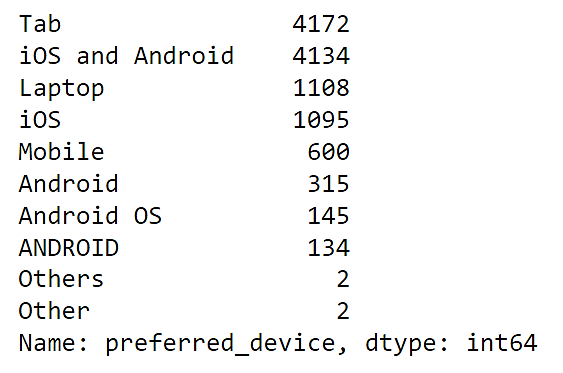 Tab 4172
iOS and Android 4134
Laptop 1108
iOS 1095
Mobile 600
Android 315
Android OS 145
ANDROID 134
Others 2
Other 2
Name: preferred_device, dtype: int64